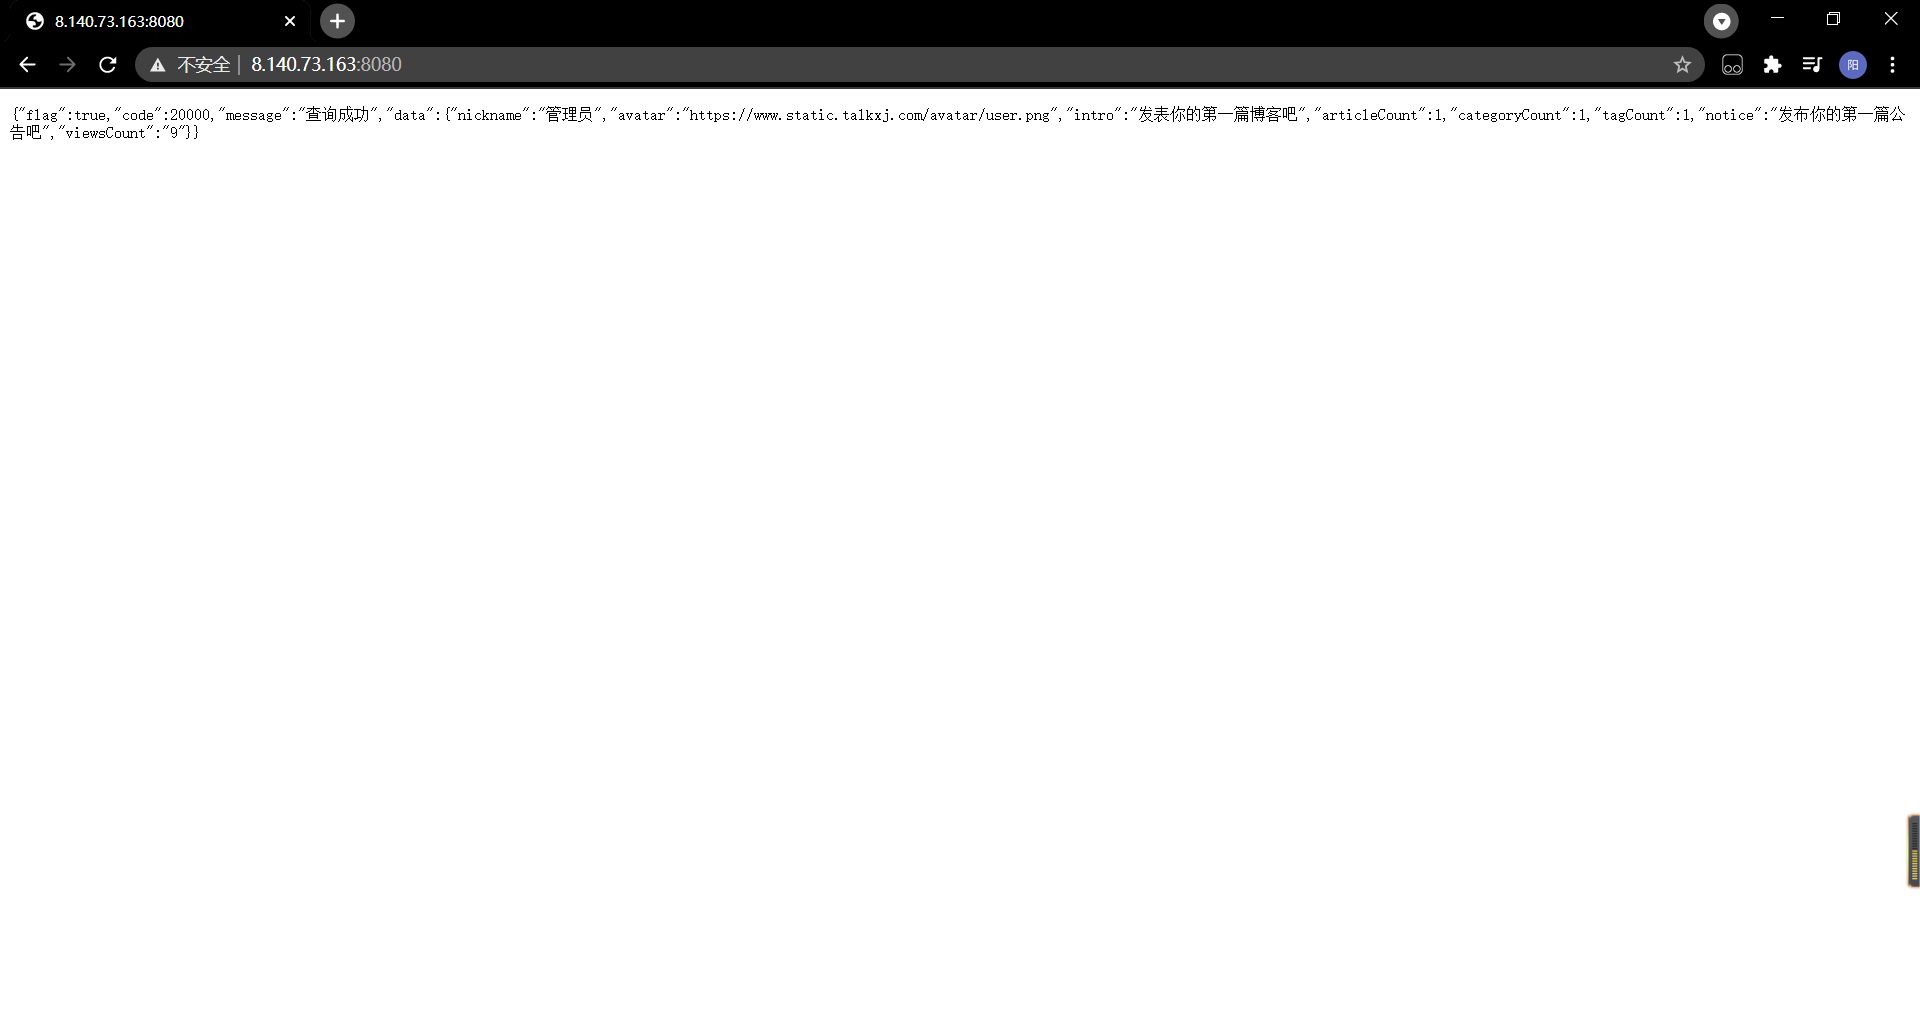 8.140.73.163:8080
不安全 | 8.140.73.163:8080
阳
{"flag":true,"code":20000,"message":"查询成功","data":{"nickname":"管理员","avatar":"https://www.static.talkxj.com/avatar/user.png","intro":"发表你的第一篇博客吧","articleCount":1,"categoryCount":1,"tagCount":1,"notice":"发布你的第一篇公
告吧","viewsCount":"9"}}